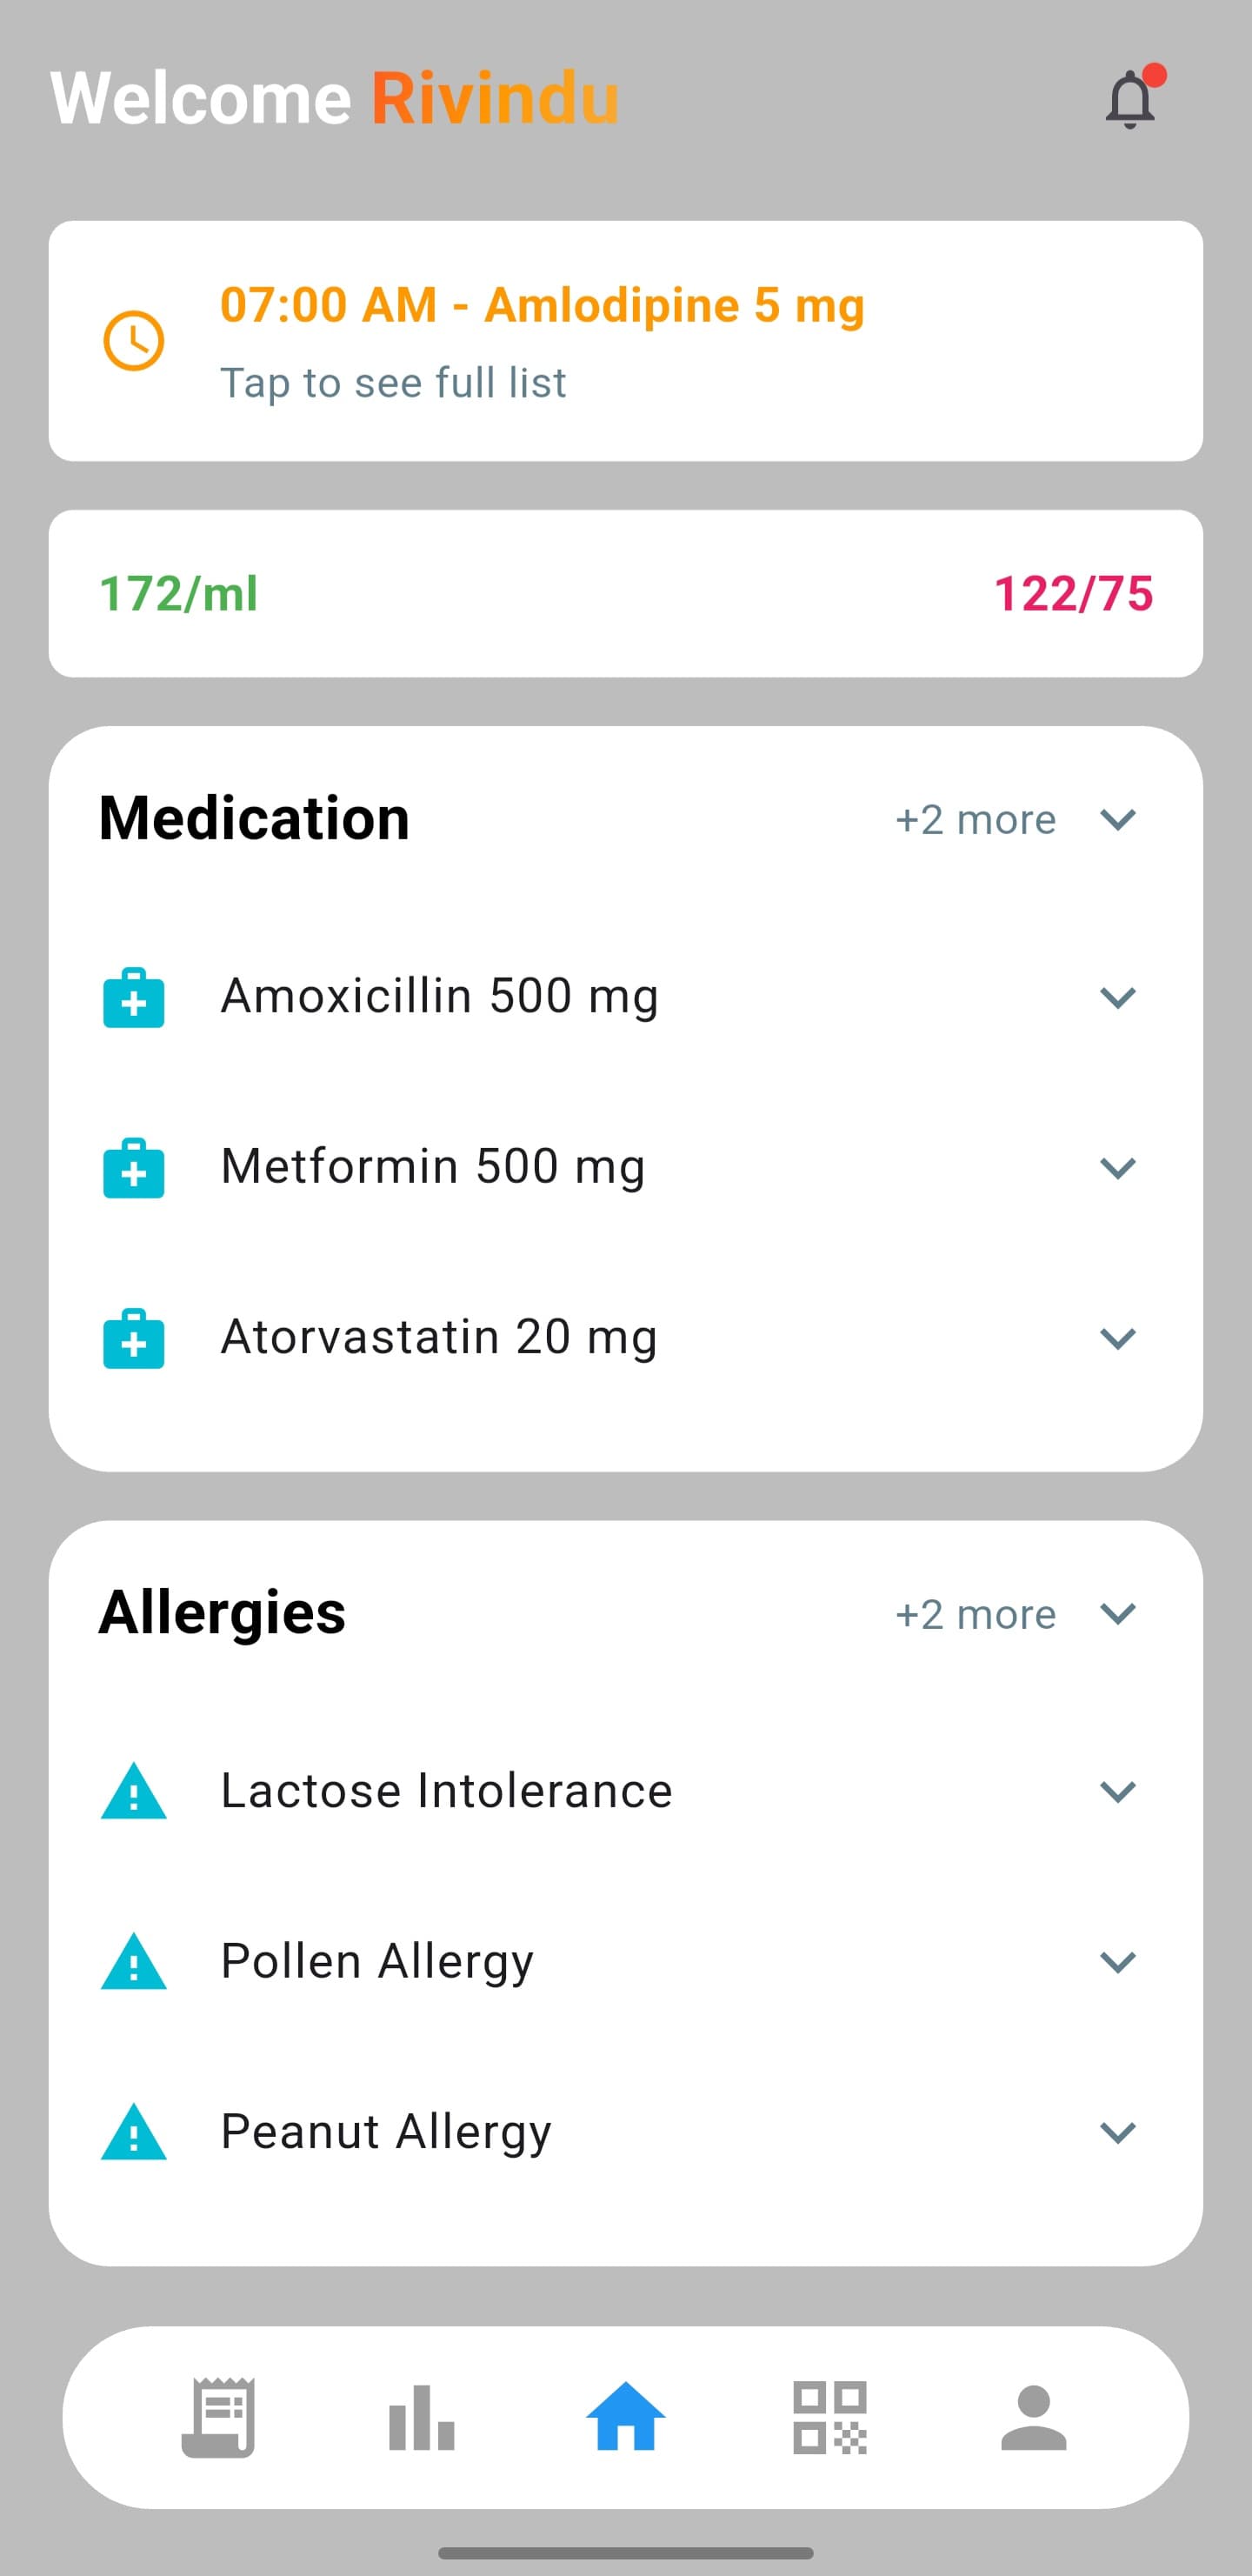 Welcome Rivindu
07:00 AM - Amlodipine 5 mg
Tap to see full list
172/ml 122/75
Medication +2 more
Amoxicillin 500 mg
Metformin 500 mg
Atorvastatin 20 mg
Allergies +2 more
Lactose Intolerance
Pollen Allergy
Peanut Allergy